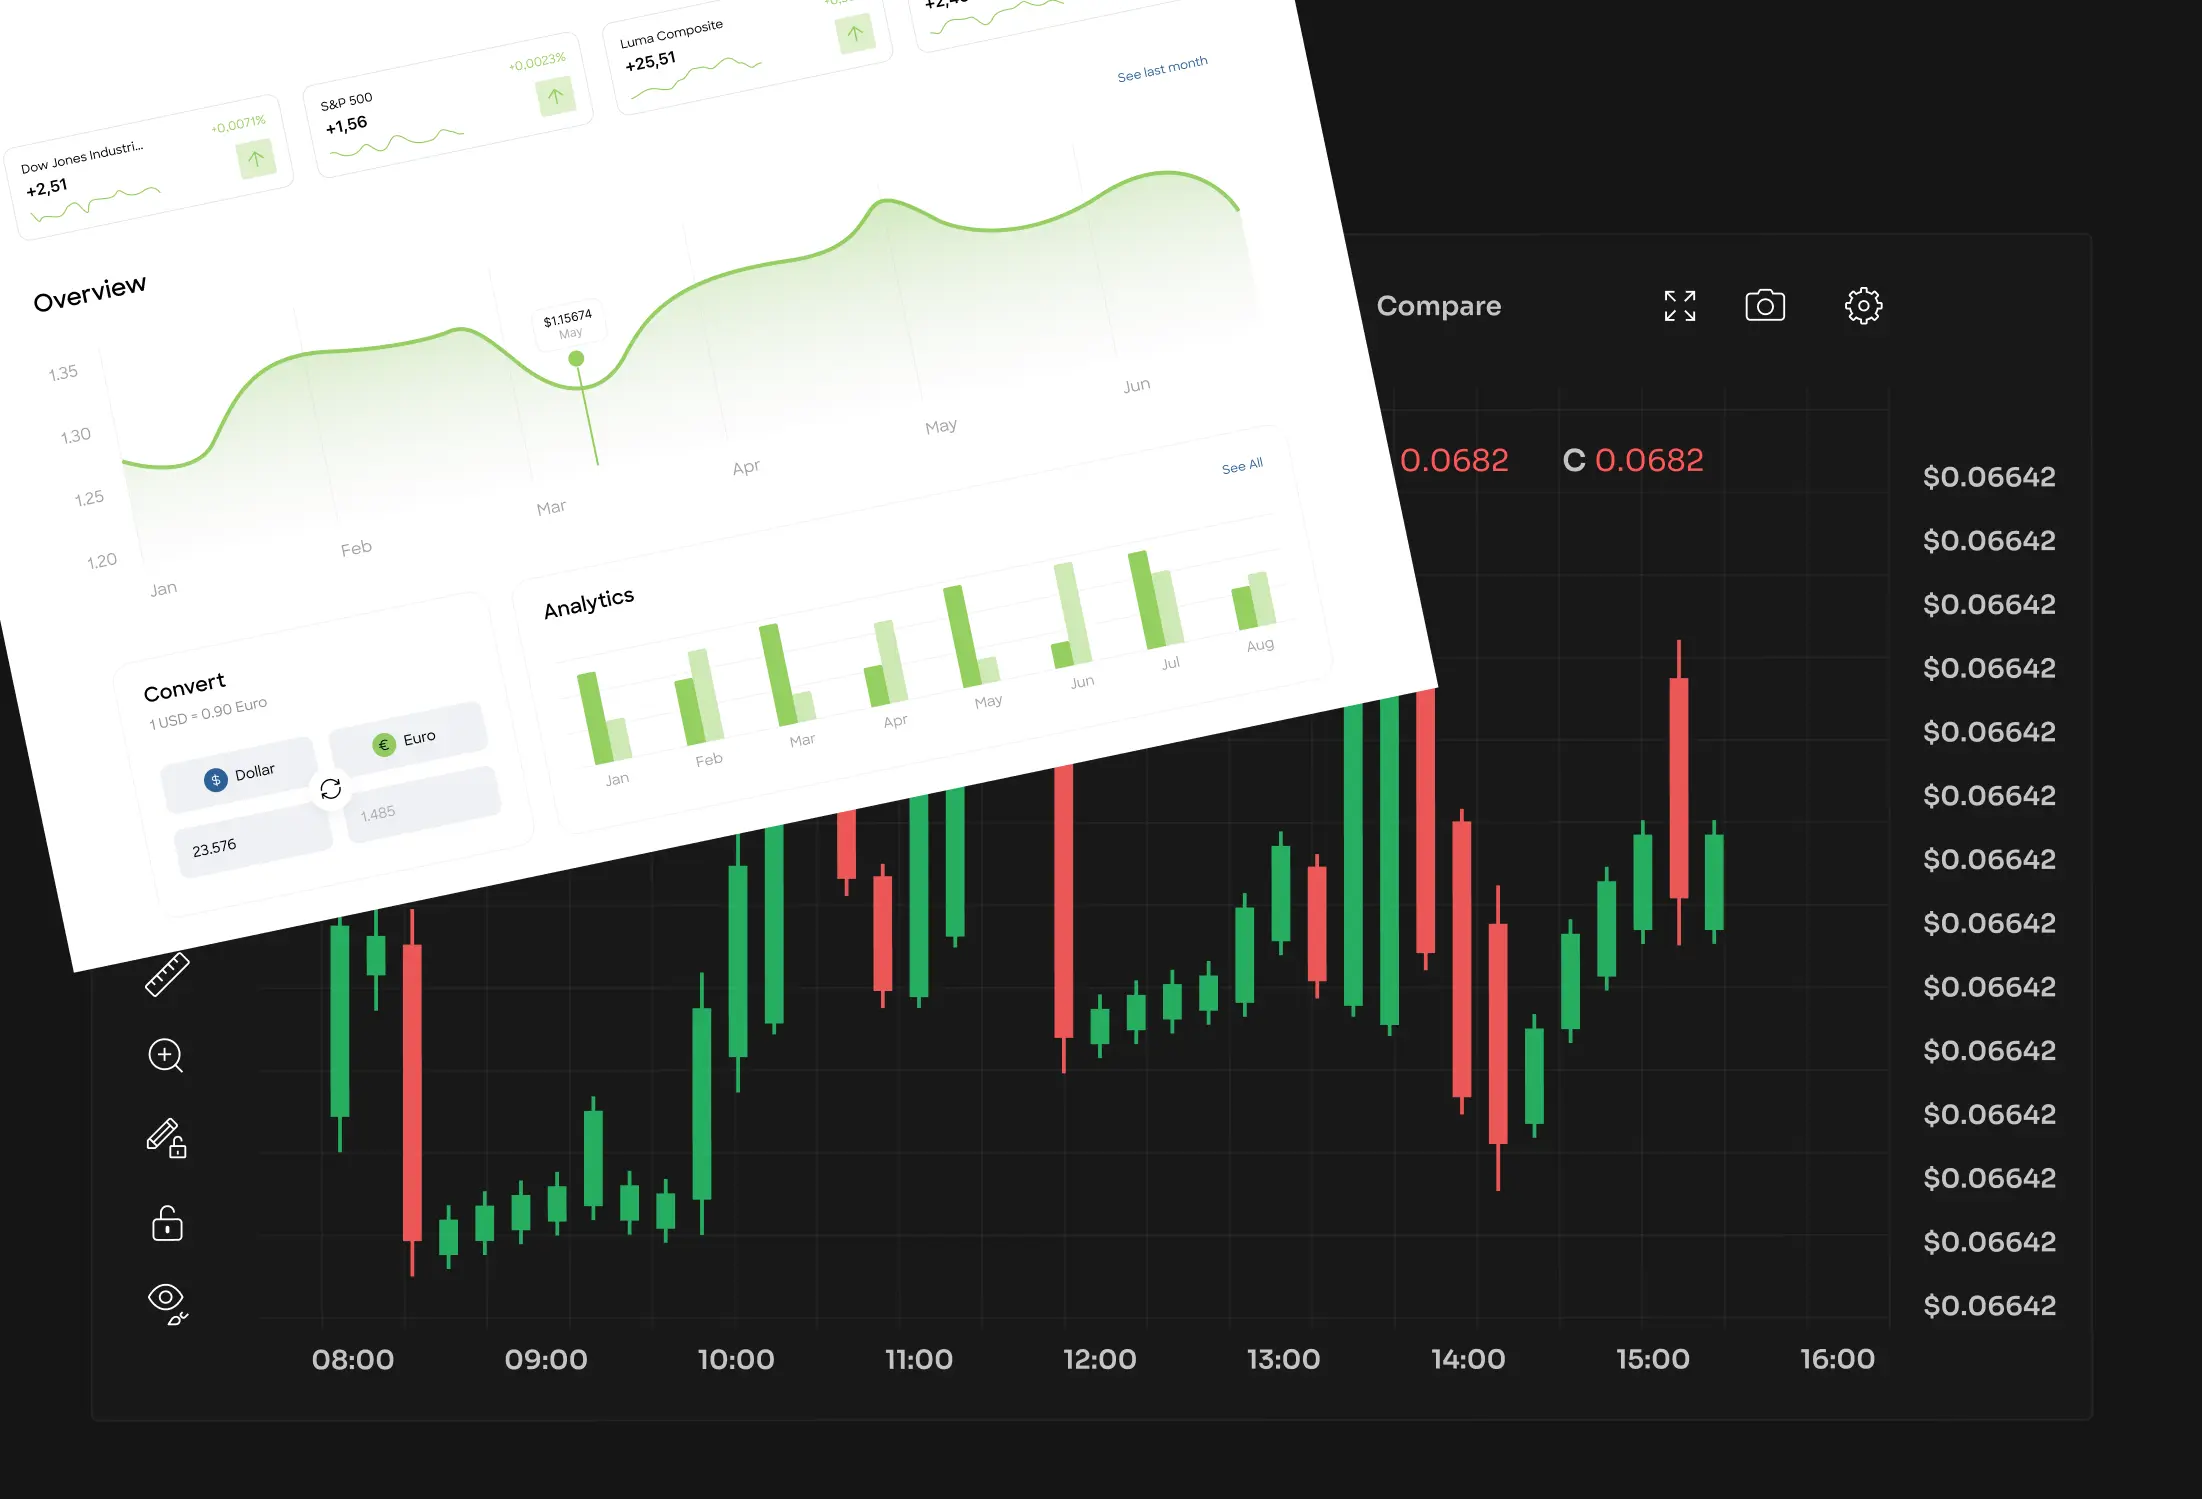 Dow Jones Industri...
+2,51
+0.0071%
S&P 500
+1,56
+0.0023%
Luma Composite
+25,51
See last month
Overview
1.35
1.30
1.25
1.20
$1.15674
May
Jan
Feb
Mar
Apr
May
Jun
Convert
1 USD = 0.90 Euro
$ Dollar
€ Euro
23.576
1.485
Analytics
See All
Jan
Feb
Mar
Apr
May
Jun
Jul
Aug
Compare
0.0682 C 0.0682
$0.06642
$0.06642
$0.06642
$0.06642
$0.06642
$0.06642
$0.06642
$0.06642
$0.06642
$0.06642
$0.06642
$0.06642
$0.06642
$0.06642
08:00 09:00 10:00 11:00 12:00 13:00 14:00 15:00 16:00